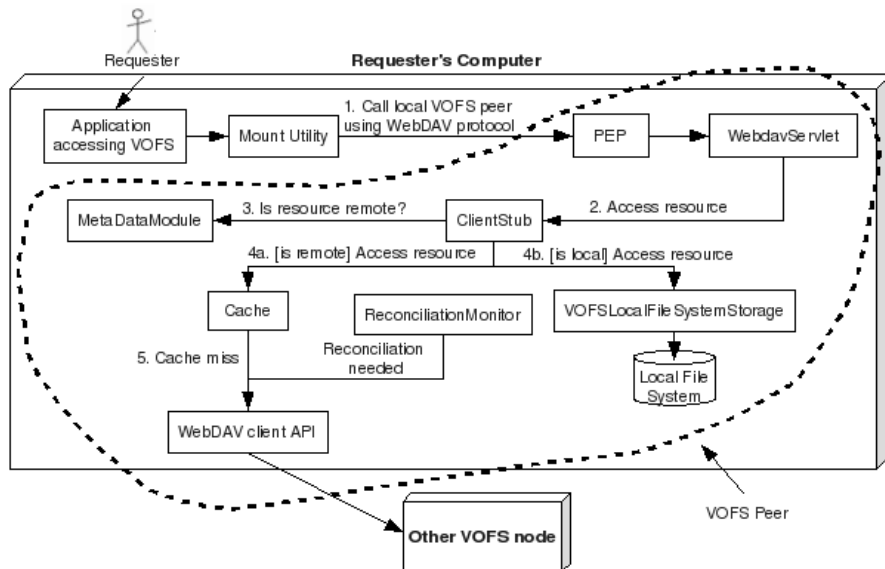 Requester
Requester's Computer
Application
accessing VOFS
Mount Utility
1. Call local VOFS peer
using WebDAV protocol
PEP
WebdavServlet
MetaDataModule
3. Is resource remote?
ClientStub
2. Access resource
4a. [is remote] Access resource
4b. [is local] Access resource
Cache
ReconciliationMonitor
VOFSLocalFileSystemStorage
5. Cache miss
Reconciliation
needed
Local File
System
WebDAV client API
VOFS Peer
Other VOFS node